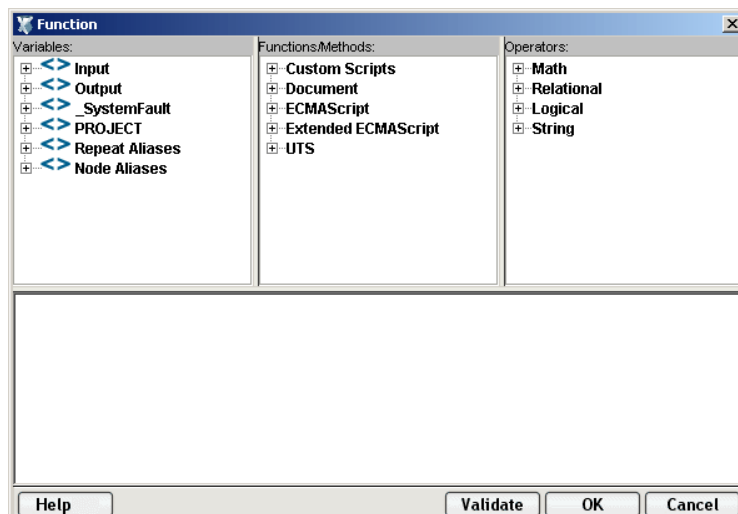 Function
Variables: Functions/Methods: Operators:
Input Custom Scripts Math
Output Document Relational
_SystemFault ECMAScript Logical
PROJECT Extended ECMAScript String
Repeat Aliases UTS
Node Aliases
Help Validate OK Cancel